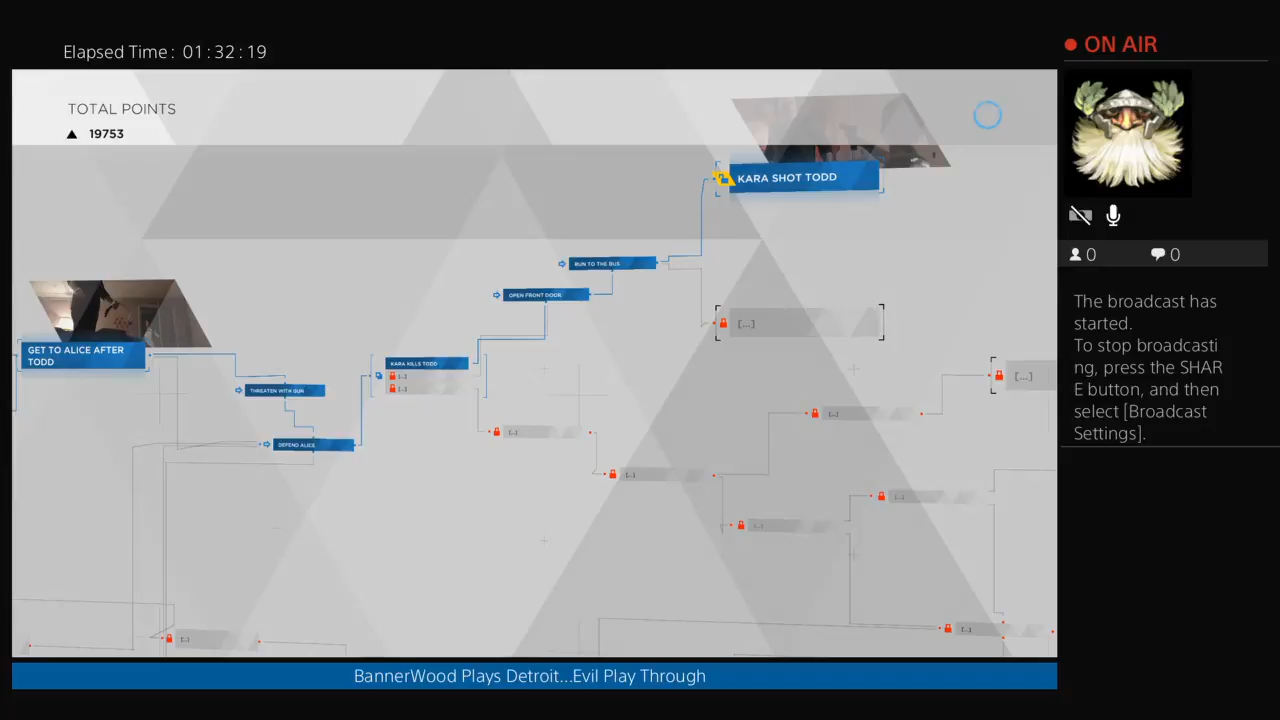 Elapsed Time: 01:32:19
ON AIR
TOTAL POINTS
19753
KARA SHOT TODD
RUN TO THE BUS
OPEN FRONT DOOR
[...]
GET TO ALICE AFTER
TODD
KARA KILLS TODD
[...]
[...]
THREATEN WITH GUN
[...]
[...]
DEFEND ALICE
[...]
[...]
[...]
[...]
[...]
[...]
0
0
The broadcast has
started.
To stop broadcasti
ng, press the SHAR
E button, and then
select [Broadcast
Settings].
BannerWood Plays Detroit...Evil Play Through